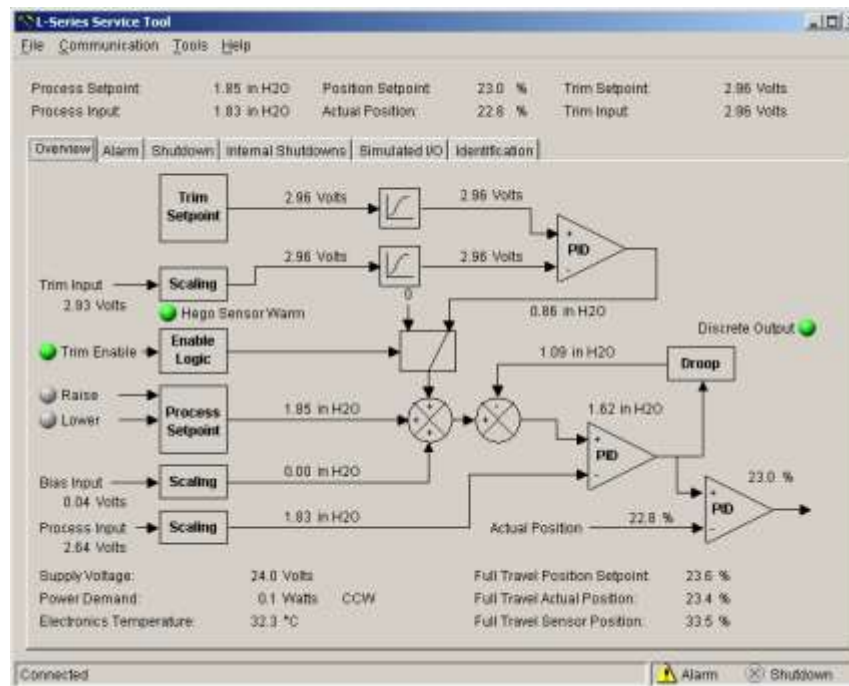 L-Series Service Tool
File Communication Tools Help
Process Setpoint: 1.85 in H2O Position Setpoint: 23.0 % Trim Setpoint: 2.96 Volts
Process Input: 1.83 in H2O Actual Position: 22.8 % Trim Input: 2.96 Volts
Overview Alarm Shutdown Internal Shutdowns Simulated I/O Identification
Trim Setpoint
2.96 Volts
2.96 Volts
PID
+
-
Trim Input
2.93 Volts
Scaling
2.96 Volts
2.96 Volts
Hego Sensor Warm
0
0.86 in H2O
Discrete Output
Trim Enable
Enable Logic
1.09 in H2O
Droop
Raise
Lower
Process Setpoint
1.85 in H2O
+
+
+
-
+
1.62 in H2O
+
-
PID
Bias Input
0.04 Volts
Scaling
0.00 in H2O
23.0 %
+
-
PID
Process Input
2.64 Volts
Scaling
1.83 in H2O
Actual Position
22.8 %
Supply Voltage: 24.0 Volts Full Travel Position Setpoint: 23.6 %
Power Demand: 0.1 Watts CCW Full Travel Actual Position: 23.4 %
Electronics Temperature: 32.3 °C Full Travel Sensor Position: 33.5 %
Connected Alarm Shutdown